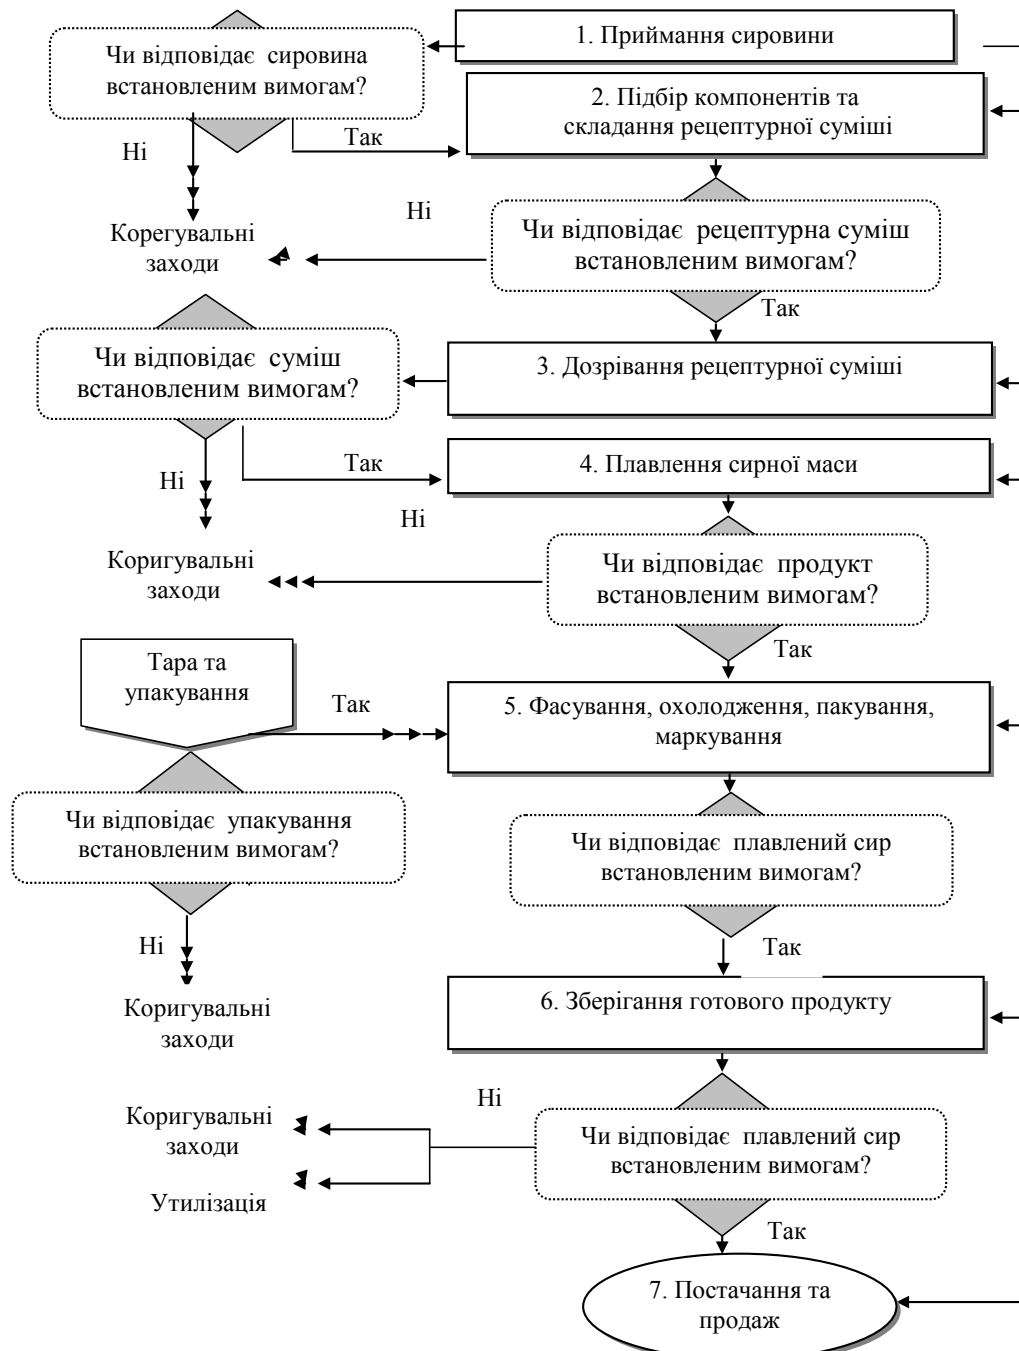 1. Приймання сировини
Чи відповідає сировина
встановленим вимогам?
2. Підбір компонентів та
складання рецептурної суміші
Так
Ні
Ні
Корегувальні
заходи
Чи відповідає рецептурна суміш
встановленим вимогам?
Так
3. Дозрівання рецептурної суміші
Чи відповідає суміш
встановленим вимогам?
Так
Ні
4. Плавлення сирної маси
Ні
Коригувальні
заходи
Чи відповідає продукт
встановленим вимогам?
Так
Тара та
упакування
Так
5. Фасування, охолодження, пакування,
маркування
Чи відповідає упакування
встановленим вимогам?
Чи відповідає плавлений сир
встановленим вимогам?
Ні
Так
Коригувальні
заходи
6. Зберігання готового продукту
Ні
Коригувальні
заходи
Чи відповідає плавлений сир
встановленим вимогам?
Утилізація
Так
7. Постачання та
продаж